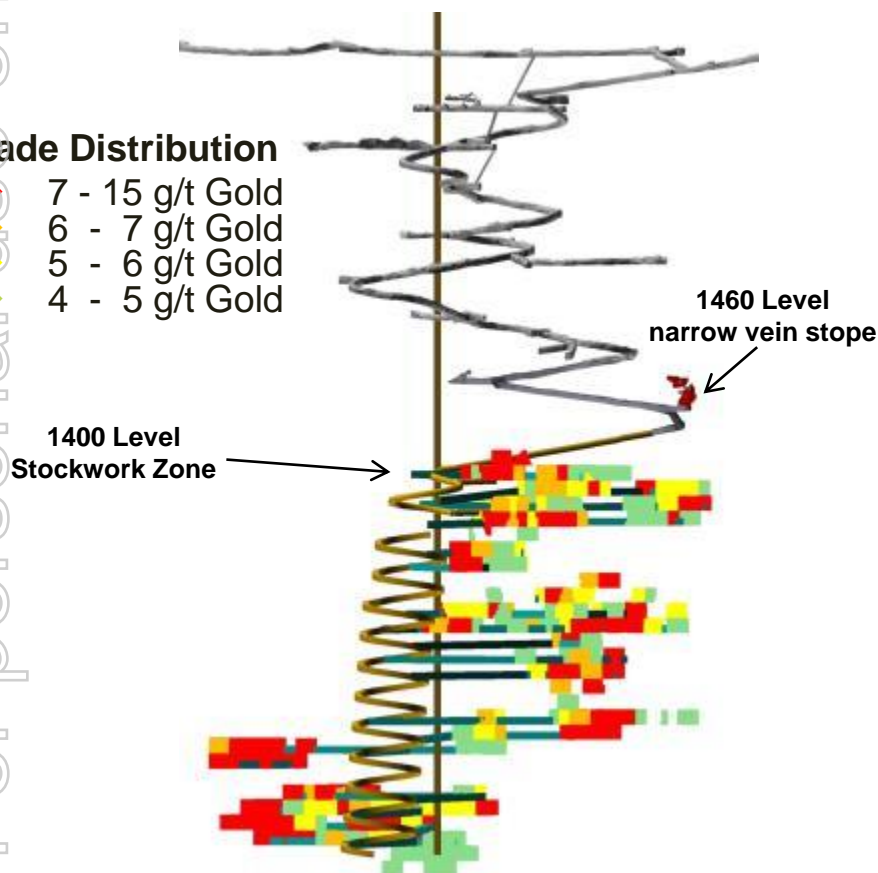 ade Distribution
7 - 15 g/t Gold
6 - 7 g/t Gold
5 - 6 g/t Gold
4 - 5 g/t Gold
1460 Level
narrow vein stope
1400 Level
Stockwork Zone